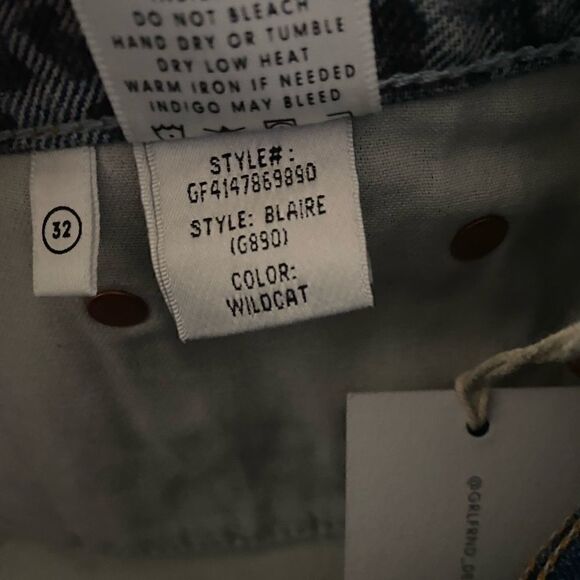 DO NOT BLEACH
HAND DRY OR TUMBLE
DRY LOW HEAT
WARM IRON IF NEEDED
INDIGO MAY BLEED
32
STYLE#:
GF4147869890
STYLE: BLAIRE
(G890)
COLOR:
WILDCAT